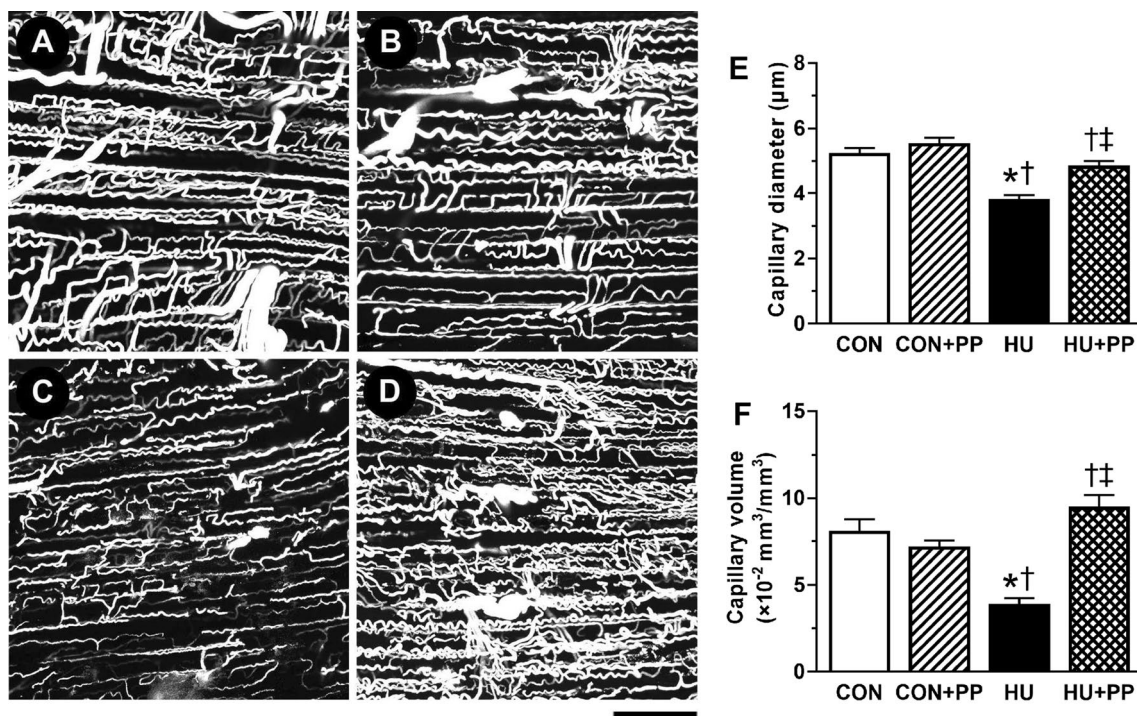 A
B
C
D
E
Capillary diameter (μm)
8
6
4
2
0
*†
†‡
CON
CON+PP
HU
HU+PP
F
Capillary volume
(×10⁻² mm³/mm³)
15
10
5
0
*†
†‡
CON
CON+PP
HU
HU+PP